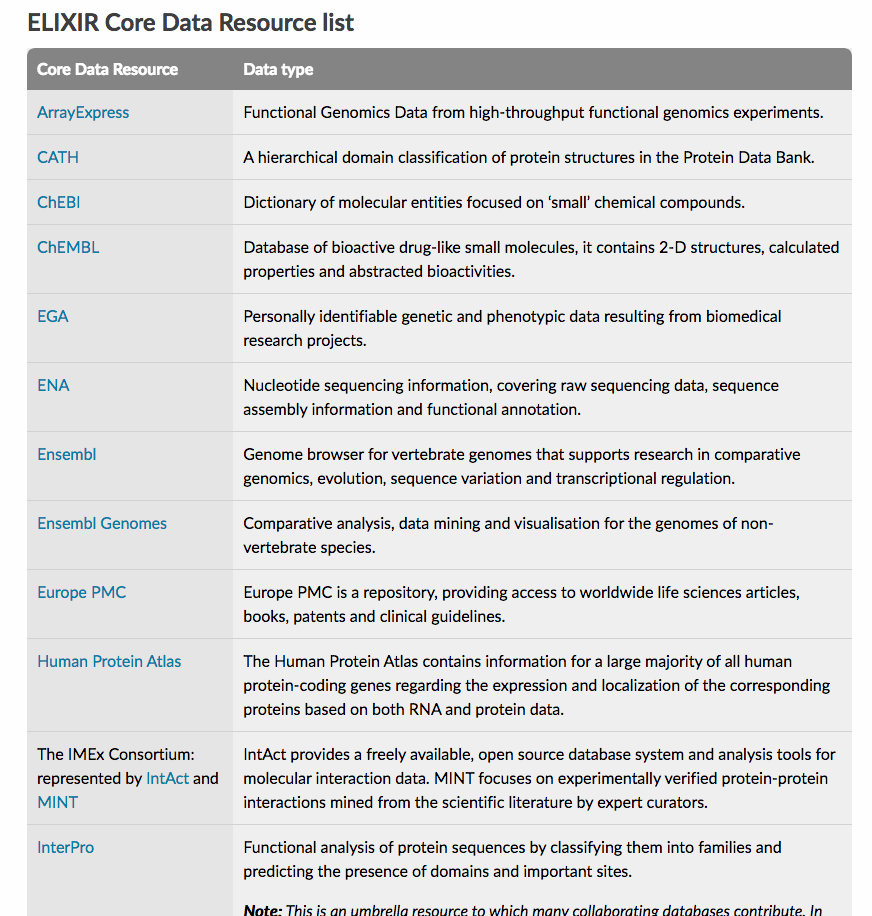 ELIXIR Core Data Resource list
Core Data Resource Data type
ArrayExpress Functional Genomics Data from high-throughput functional genomics experiments.
CATH A hierarchical domain classification of protein structures in the Protein Data Bank.
ChEBI Dictionary of molecular entities focused on ‘small’ chemical compounds.
ChEMBL Database of bioactive drug-like small molecules, it contains 2-D structures, calculated
properties and abstracted bioactivities.
EGA Personally identifiable genetic and phenotypic data resulting from biomedical
research projects.
ENA Nucleotide sequencing information, covering raw sequencing data, sequence
assembly information and functional annotation.
Ensembl Genome browser for vertebrate genomes that supports research in comparative
genomics, evolution, sequence variation and transcriptional regulation.
Ensembl Genomes Comparative analysis, data mining and visualisation for the genomes of non-
vertebrate species.
Europe PMC Europe PMC is a repository, providing access to worldwide life sciences articles,
books, patents and clinical guidelines.
Human Protein Atlas The Human Protein Atlas contains information for a large majority of all human
protein-coding genes regarding the expression and localization of the corresponding
proteins based on both RNA and protein data.
The IMEx Consortium: IntAct provides a freely available, open source database system and analysis tools for
represented by IntAct and molecular interaction data. MINT focuses on experimentally verified protein-protein
MINT interactions mined from the scientific literature by expert curators.
InterPro Functional analysis of protein sequences by classifying them into families and
predicting the presence of domains and important sites.
Note: This is an umbrella resource to which many collaborating databases contribute. In